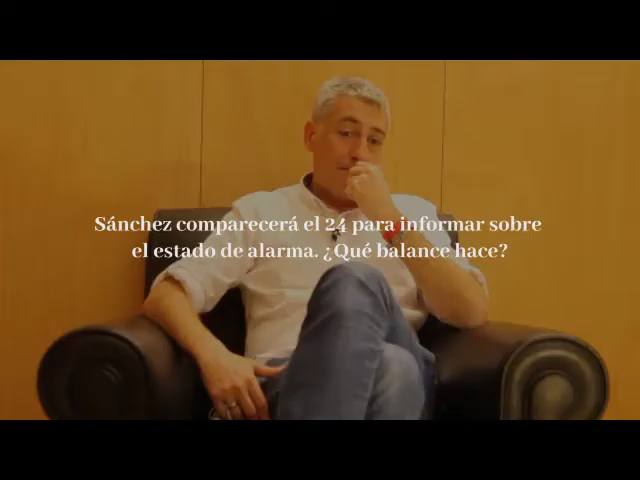 Sánchez comparecerá el 24 para informar sobre
el estado de alarma. ¿Qué balance hace?